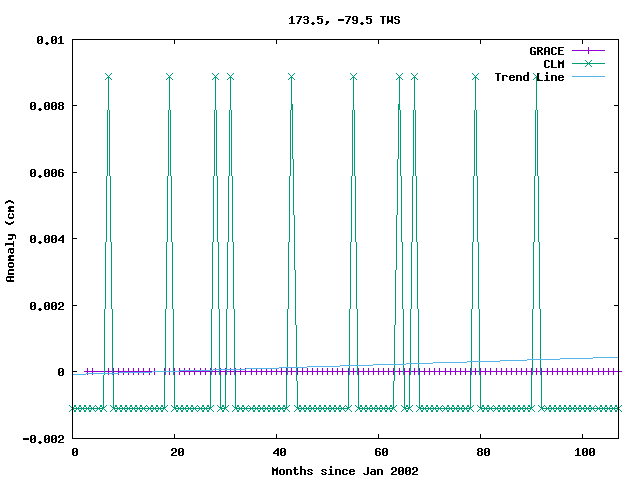 173.5, -79.5 TWS
GRACE
CLM
Trend Line
0.01
0.008
0.006
0.004
0.002
0
-0.002
Anomaly (cm)
0 20 40 60 80 100
Months since Jan 2002